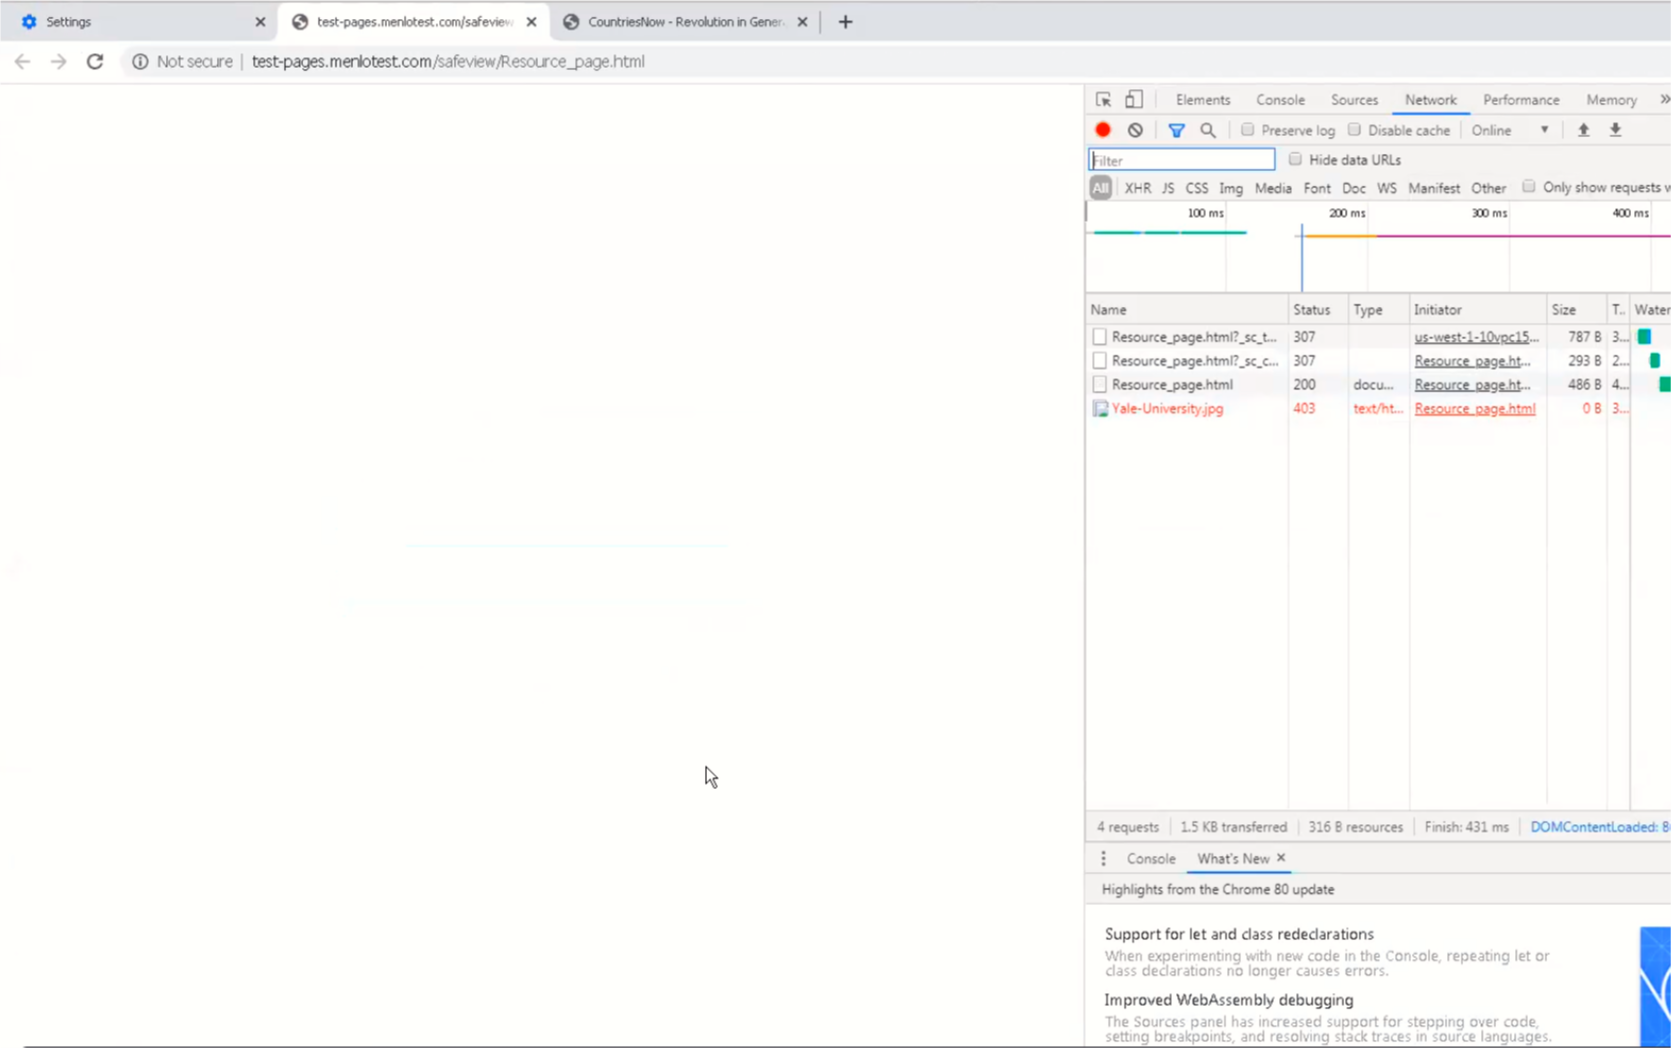 Settings
test-pages.menlotest.com/safeview
CountriesNow - Revolution in Gener
Not secure | test-pages.menlotest.com/safeview/Resource_page.html
Elements Console Sources Network Performance Memory »
Preserve log Disable cache Online
Filter Hide data URLs
All XHR JS CSS Img Media Font Doc WS Manifest Other Only show requests w
100 ms 200 ms 300 ms 400 ms
Name Status Type Initiator Size T.. Water
Resource_page.html?_sc_t... 307 us-west-1-10vpc15... 787 B 3...
Resource_page.html?_sc_c... 307 Resource_page.ht... 293 B 2...
Resource_page.html 200 docu... Resource_page.ht... 486 B 4...
Yale-University.jpg 403 text/ht... Resource_page.html 0 B 3...
4 requests 1.5 KB transferred 316 B resources Finish: 431 ms DOMContentLoaded: 8
Console What's New
Highlights from the Chrome 80 update
Support for let and class redeclarations
When experimenting with new code in the Console, repeating let or
class declarations no longer causes errors.
Improved WebAssembly debugging
The Sources panel has increased support for stepping over code,
setting breakpoints, and resolving stack traces in source languages.